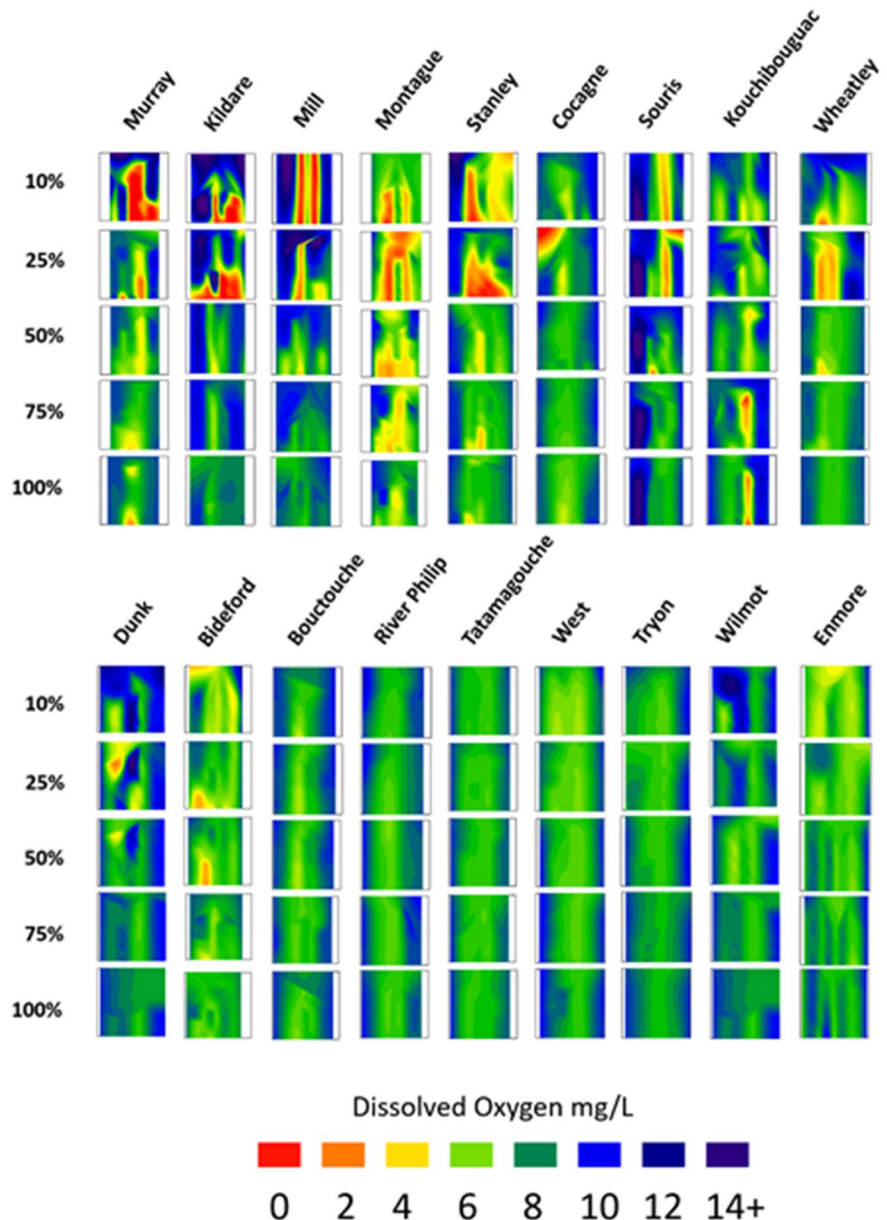 Murray Kildare Mill Montague Stanley Cocagne Souris Kouchibouguac Wheatley
10%
25%
50%
75%
100%
Dunk Bideford Bouctouche River Philip Tatamagouche West Tryon Wilmot Enmore
10%
25%
50%
75%
100%
Dissolved Oxygen mg/L
0 2 4 6 8 10 12 14+